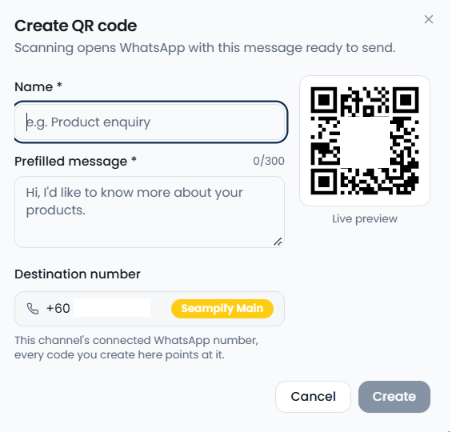 Create QR code
Scanning opens WhatsApp with this message ready to send.
Name *
e.g. Product enquiry
Prefilled message * 0/300
Hi, I'd like to know more about your
products.
Live preview
Destination number
+60 Seampify Main
This channel's connected WhatsApp number,
every code you create here points at it.
Cancel Create